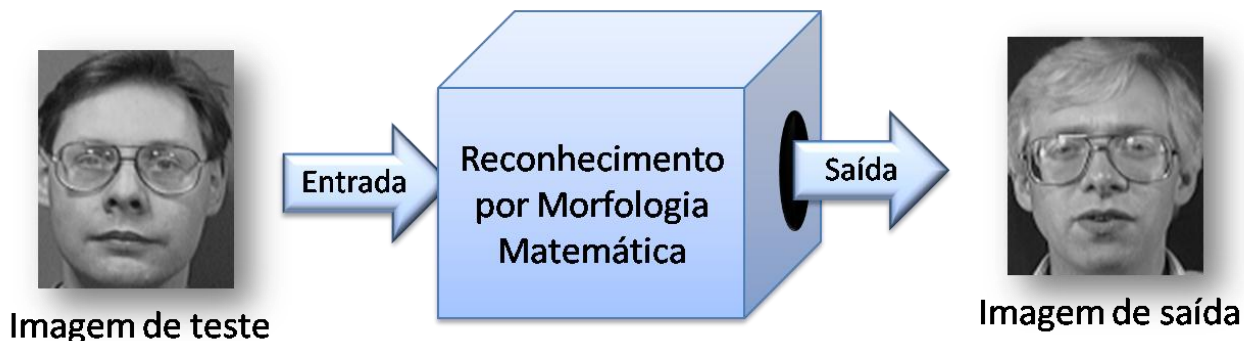 Entrada
Reconhecimento
por Morfologia
Matemática
Saída
Imagem de teste
Imagem de saída